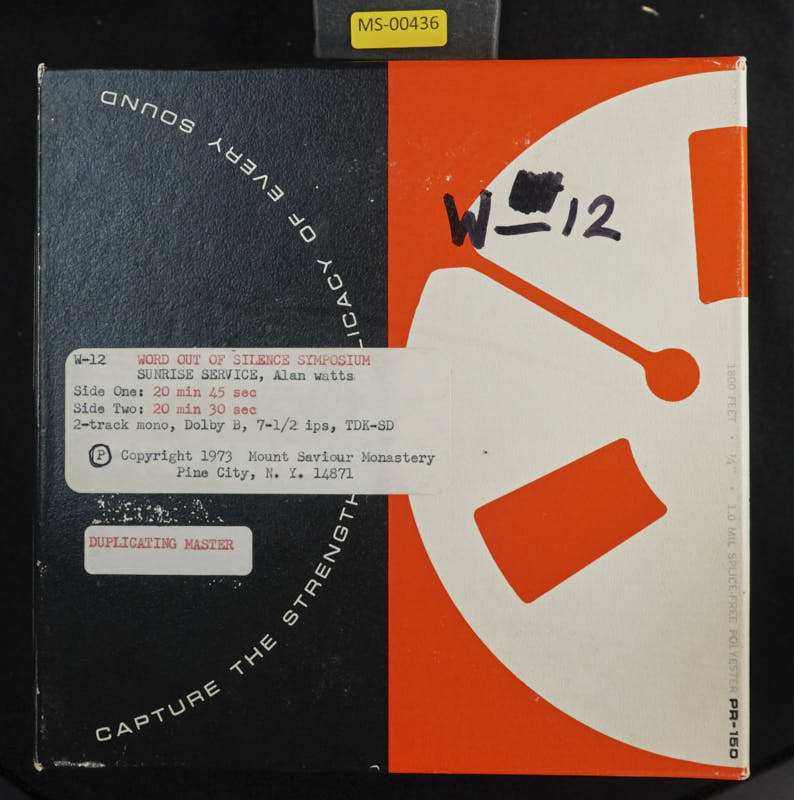 MS-00436
W-12
W-12 WORD OUT OF SILENCE SYMPOSIUM
SUNRISE SERVICE, Alan watts
Side One: 20 min 45 sec
Side Two: 20 min 30 sec
2-track mono, Dolby B, 7-1/2 ips, TDK-SD
Ⓟ Copyright 1973 Mount Saviour Monastery
Pine City, N. Y. 14871
DUPLICATING MASTER
CAPTURE THE STRENGTH LICACY OF EVERY SOUND
1800 FEET · ¼" · 1.0 MIL SPLICE-FREE POLYESTER PR-150